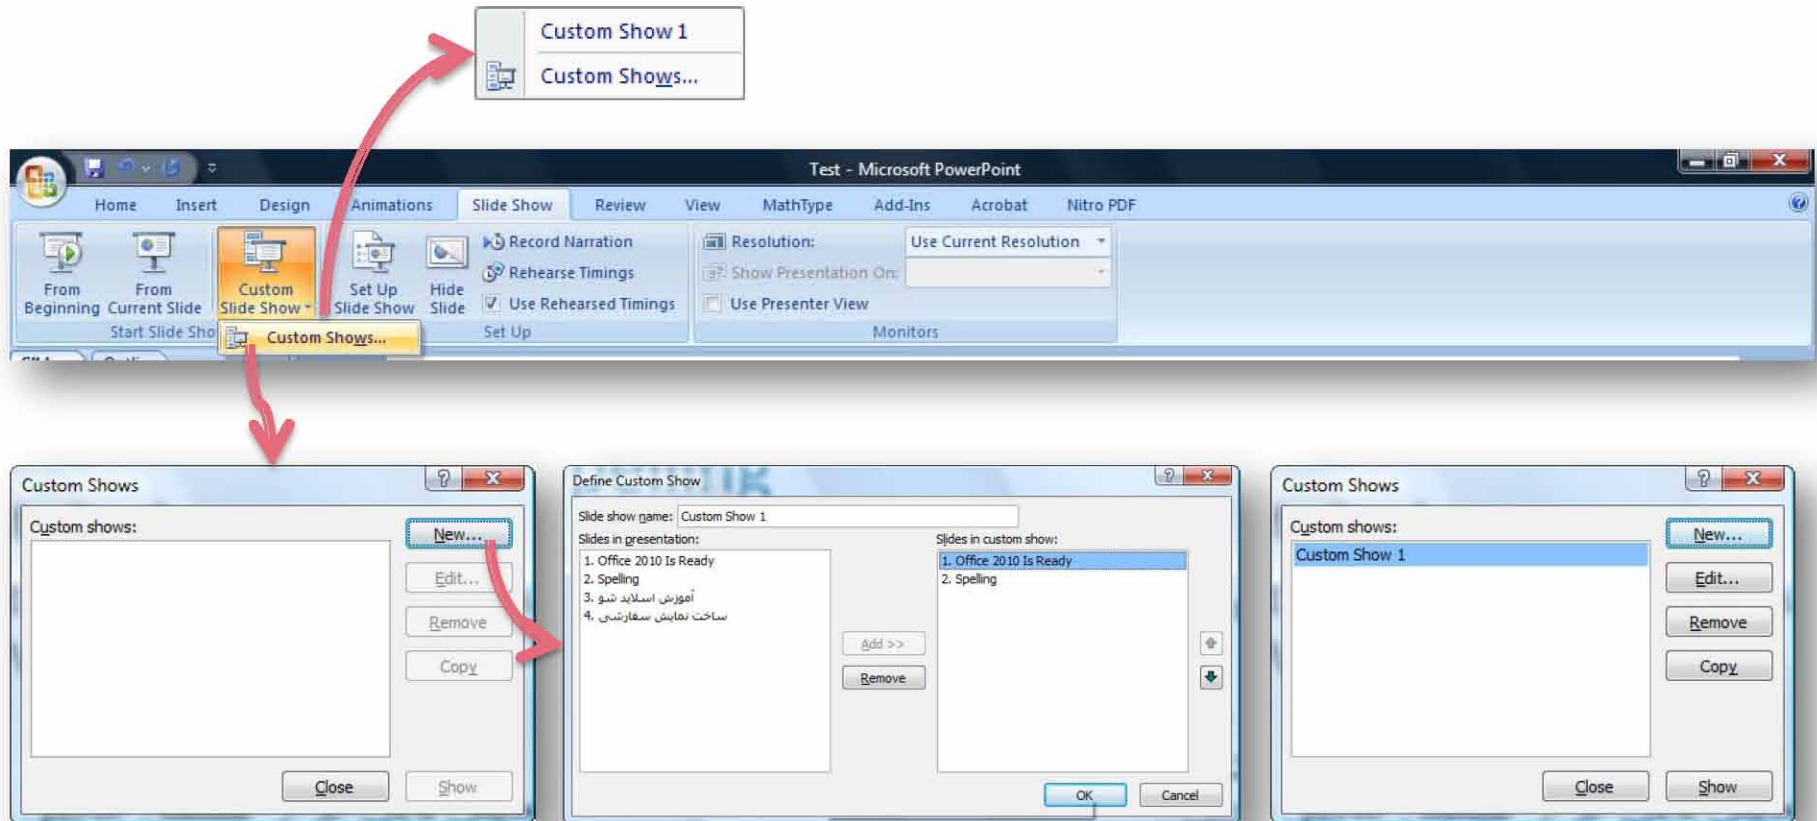 Custom Show 1
Custom Shows...
Test - Microsoft PowerPoint
Home Insert Design Animations Slide Show Review View MathType Add-Ins Acrobat Nitro PDF
From Beginning
From Current Slide
Custom Slide Show
Set Up Slide Show
Hide Slide
Record Narration
Rehearse Timings
Use Rehearsed Timings
Resolution: Use Current Resolution
Show Presentation On:
Use Presenter View
Start Slide Sho
Set Up
Monitors
Custom Shows...
Custom Shows
Custom shows:
New...
Edit...
Remove
Copy
Close
Show
Define Custom Show
Slide show name: Custom Show 1
Slides in presentation:
1. Office 2010 Is Ready
2. Spelling
3. آموزش اسلاید شو
4. ساخت نمایش سفارشی
Add >>
Remove
Slides in custom show:
1. Office 2010 Is Ready
2. Spelling
OK
Cancel
Custom Shows
Custom shows:
Custom Show 1
New...
Edit...
Remove
Copy
Close
Show